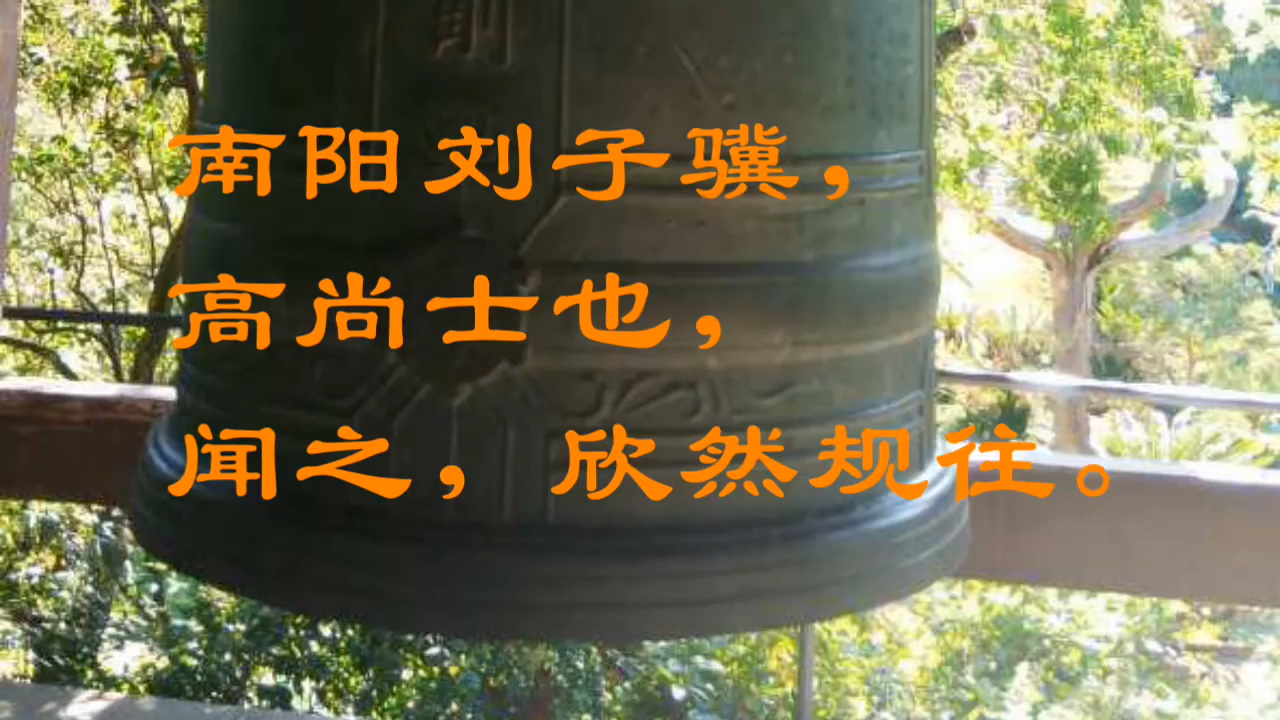 南阳刘子骥，
高尚士也，
闻之，欣然规往。